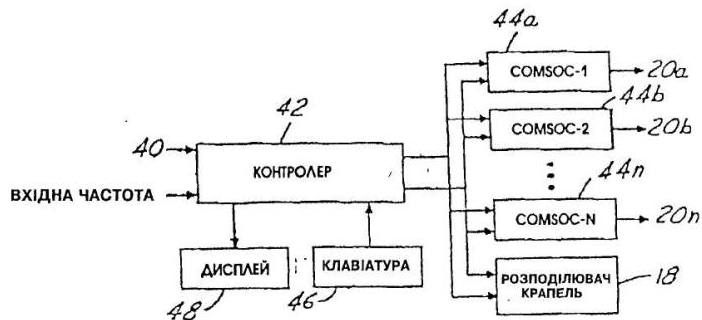 44a
COMSOC-1
20a
44b
COMSOC-2
20b
42
40
КОНТРОЛЕР
ВХІДНА ЧАСТОТА
44n
COMSOC-N
20n
ДИСПЛЕЙ
48
КЛАВІАТУРА
46
РОЗПОДІЛЮВАЧ
КРАПЕЛЬ
18